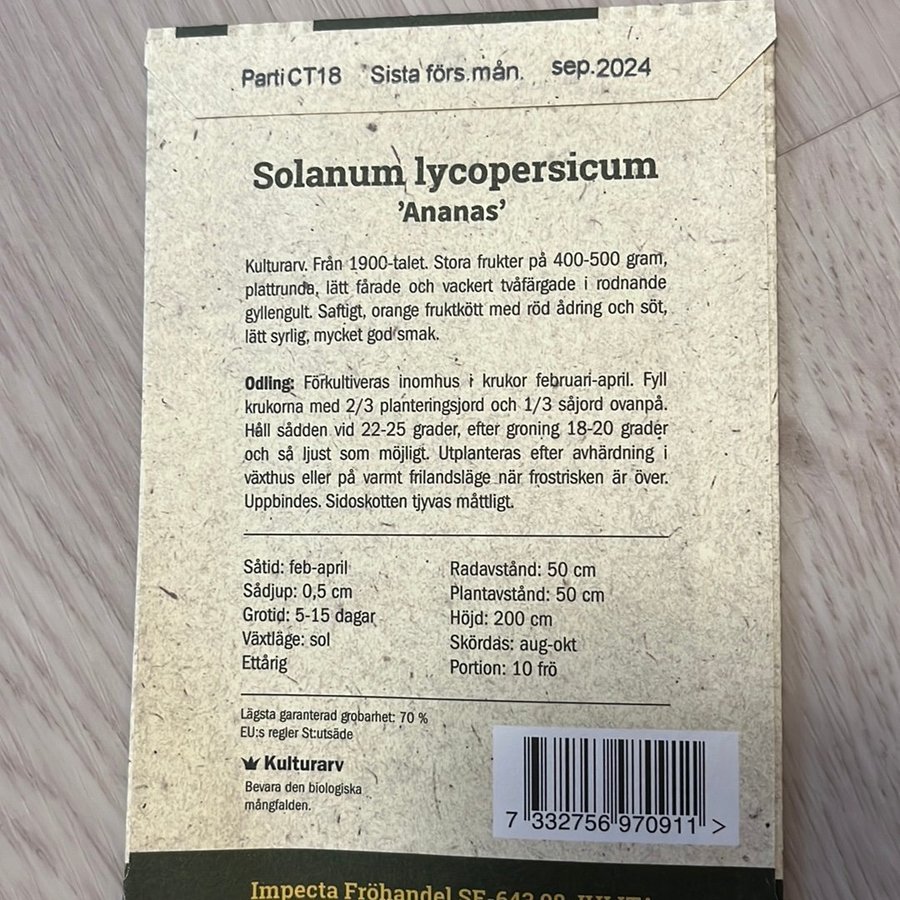 Parti CT18 Sista förs.mån. sep.2024
Solanum lycopersicum
’Ananas’
Kulturarv. Från 1900-talet. Stora frukter på 400-500 gram,
plattrunda, lätt fårade och vackert tvåfärgade i rodnande
gyllengult. Saftigt, orange fruktkött med röd ådring och söt,
lätt syrlig, mycket god smak.
Odling: Förkultiveras inomhus i krukor februari-april. Fyll
krukorna med 2/3 planteringsjord och 1/3 såjord ovanpå.
Håll sådden vid 22-25 grader, efter groning 18-20 grader
och så ljust som möjligt. Utplanteras efter avhärdning i
växthus eller på varmt frilandsläge när frostrisken är över.
Uppbindes. Sidoskotten tjyvas måttligt.
Såtid: feb-april
Sådjup: 0,5 cm
Grotid: 5-15 dagar
Växtläge: sol
Ettårig
Radavstånd: 50 cm
Plantavstånd: 50 cm
Höjd: 200 cm
Skördas: aug-okt
Portion: 10 frö
Lägsta garanterad grobarhet: 70 %
EU:s regler St:utsäde
Kulturarv
Bevara den biologiska
mångfalden.
7 332756 970911 >
Impecta Fröhandel